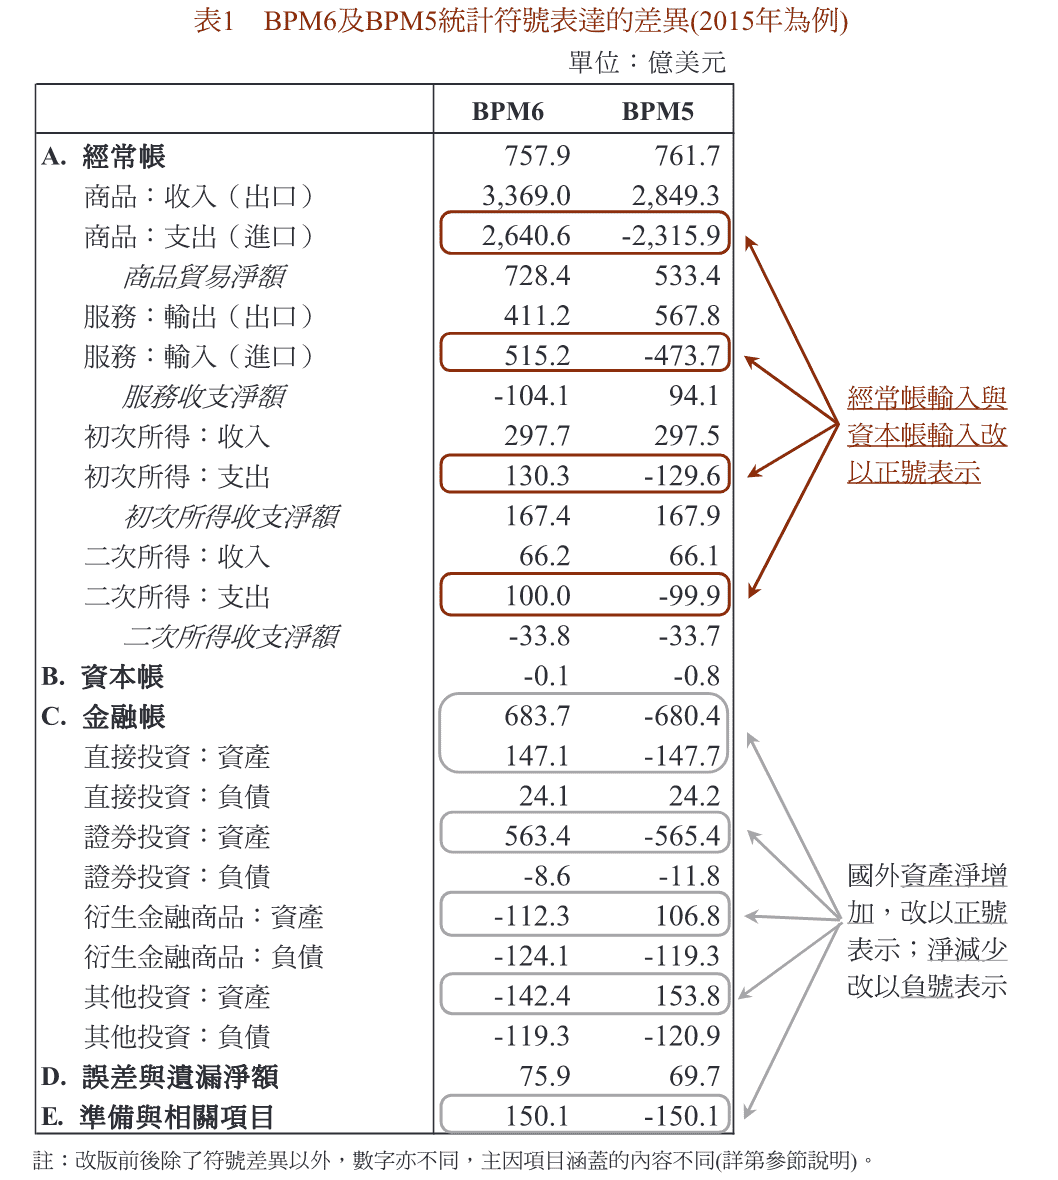 表1 BPM6及BPM5統計符號表達的差異(2015年為例)
單位：億美元
BPM6 BPM5
A. 經常帳 757.9 761.7
商品：收入（出口） 3,369.0 2,849.3
商品：支出（進口） 2,640.6 -2,315.9
商品貿易淨額 728.4 533.4
服務：輸出（出口） 411.2 567.8
服務：輸入（進口） 515.2 -473.7
服務收支淨額 -104.1 94.1
初次所得：收入 297.7 297.5
初次所得：支出 130.3 -129.6
初次所得收支淨額 167.4 167.9
二次所得：收入 66.2 66.1
二次所得：支出 100.0 -99.9
二次所得收支淨額 -33.8 -33.7
B. 資本帳 -0.1 -0.8
C. 金融帳 683.7 -680.4
直接投資：資產 147.1 -147.7
直接投資：負債 24.1 24.2
證券投資：資產 563.4 -565.4
證券投資：負債 -8.6 -11.8
衍生金融商品：資產 -112.3 106.8
衍生金融商品：負債 -124.1 -119.3
其他投資：資產 -142.4 153.8
其他投資：負債 -119.3 -120.9
D. 誤差與遺漏淨額 75.9 69.7
E. 準備與相關項目 150.1 -150.1
經常帳輸入與
資本帳輸入改
以正號表示
國外資產淨增
加，改以正號
表示；淨減少
改以負號表示
註：改版前後除了符號差異以外，數字亦不同，主因項目涵蓋的內容不同(詳第參節說明)。